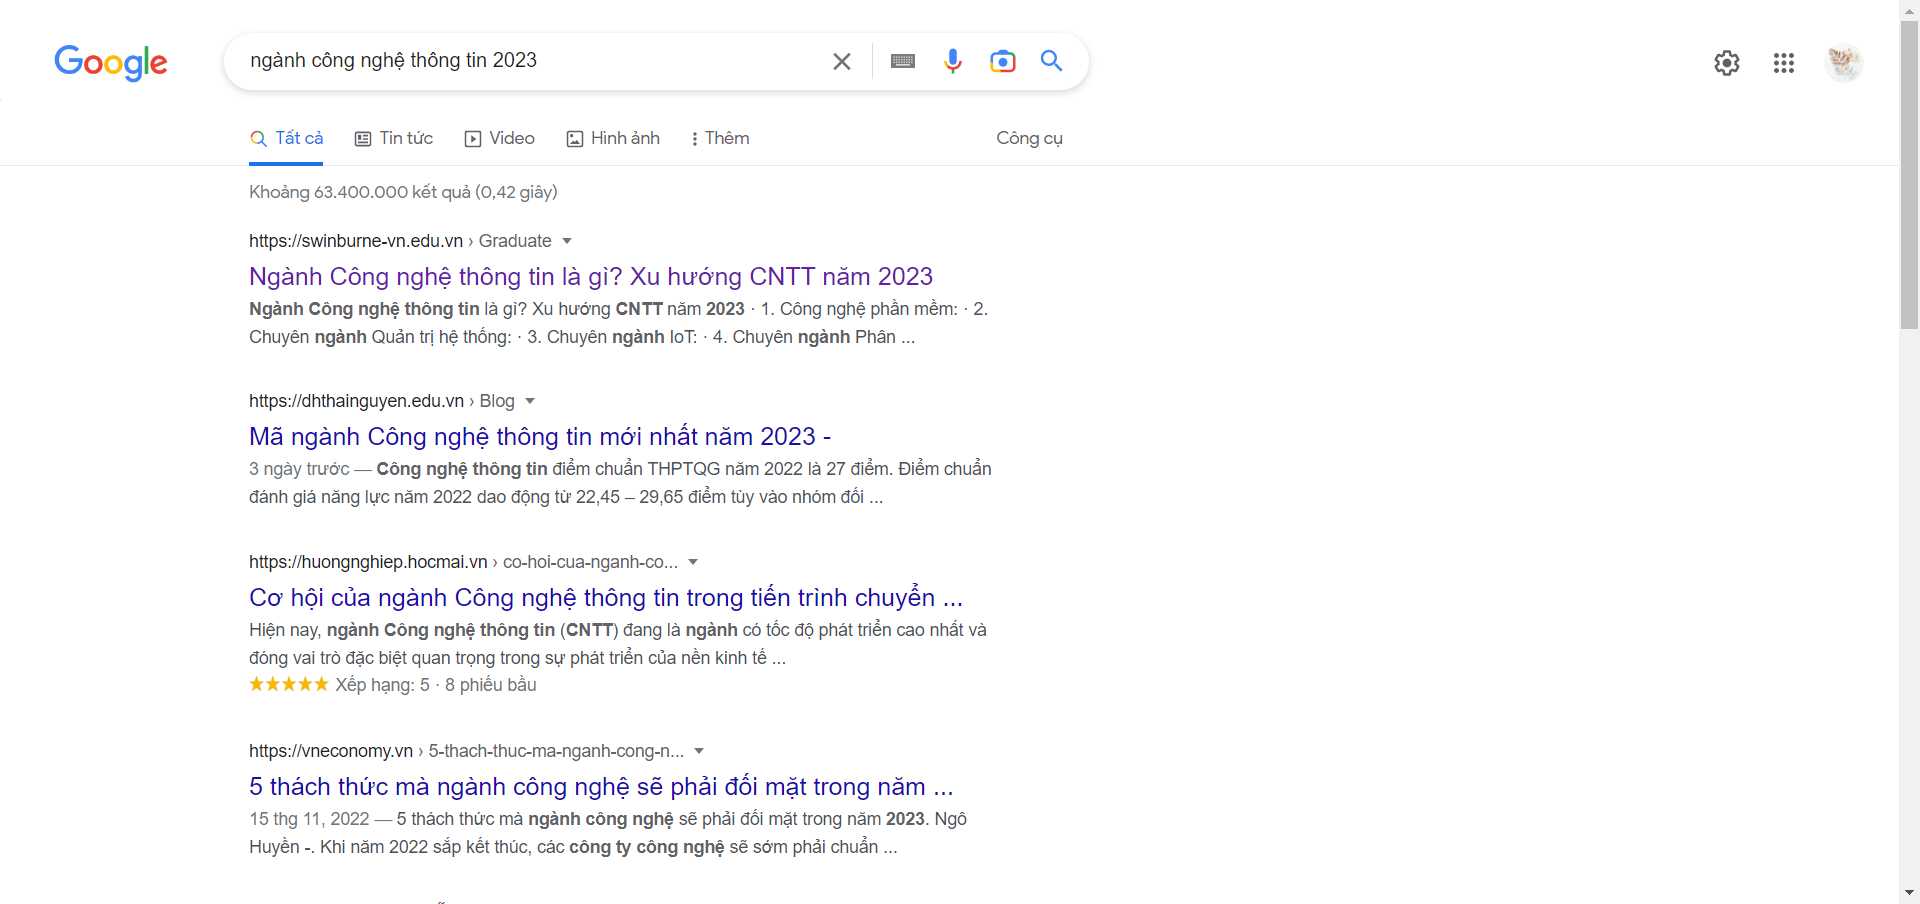 Google
ngành công nghệ thông tin 2023
Tất cả Tin tức Video Hình ảnh Thêm Công cụ
Khoảng 63.400.000 kết quả (0,42 giây)
https://swinburne-vn.edu.vn › Graduate
Ngành Công nghệ thông tin là gì? Xu hướng CNTT năm 2023
Ngành Công nghệ thông tin là gì? Xu hướng CNTT năm 2023 · 1. Công nghệ phần mềm: · 2.
Chuyên ngành Quản trị hệ thống: · 3. Chuyên ngành IoT: · 4. Chuyên ngành Phân ...
https://dhthainguyen.edu.vn › Blog
Mã ngành Công nghệ thông tin mới nhất năm 2023 -
3 ngày trước — Công nghệ thông tin điểm chuẩn THPTQG năm 2022 là 27 điểm. Điểm chuẩn
đánh giá năng lực năm 2022 dao động từ 22,45 – 29,65 điểm tùy vào nhóm đối ...
https://huongnghiep.hocmai.vn › co-hoi-cua-nganh-co...
Cơ hội của ngành Công nghệ thông tin trong tiến trình chuyển ...
Hiện nay, ngành Công nghệ thông tin (CNTT) đang là ngành có tốc độ phát triển cao nhất và
đóng vai trò đặc biệt quan trọng trong sự phát triển của nền kinh tế ...
Xếp hạng: 5 · 8 phiếu bầu
https://vneconomy.vn › 5-thach-thuc-ma-nganh-cong-n...
5 thách thức mà ngành công nghệ sẽ phải đối mặt trong năm ...
15 thg 11, 2022 — 5 thách thức mà ngành công nghệ sẽ phải đối mặt trong năm 2023. Ngô
Huyền -. Khi năm 2022 sắp kết thúc, các công ty công nghệ sẽ sớm phải chuẩn ...